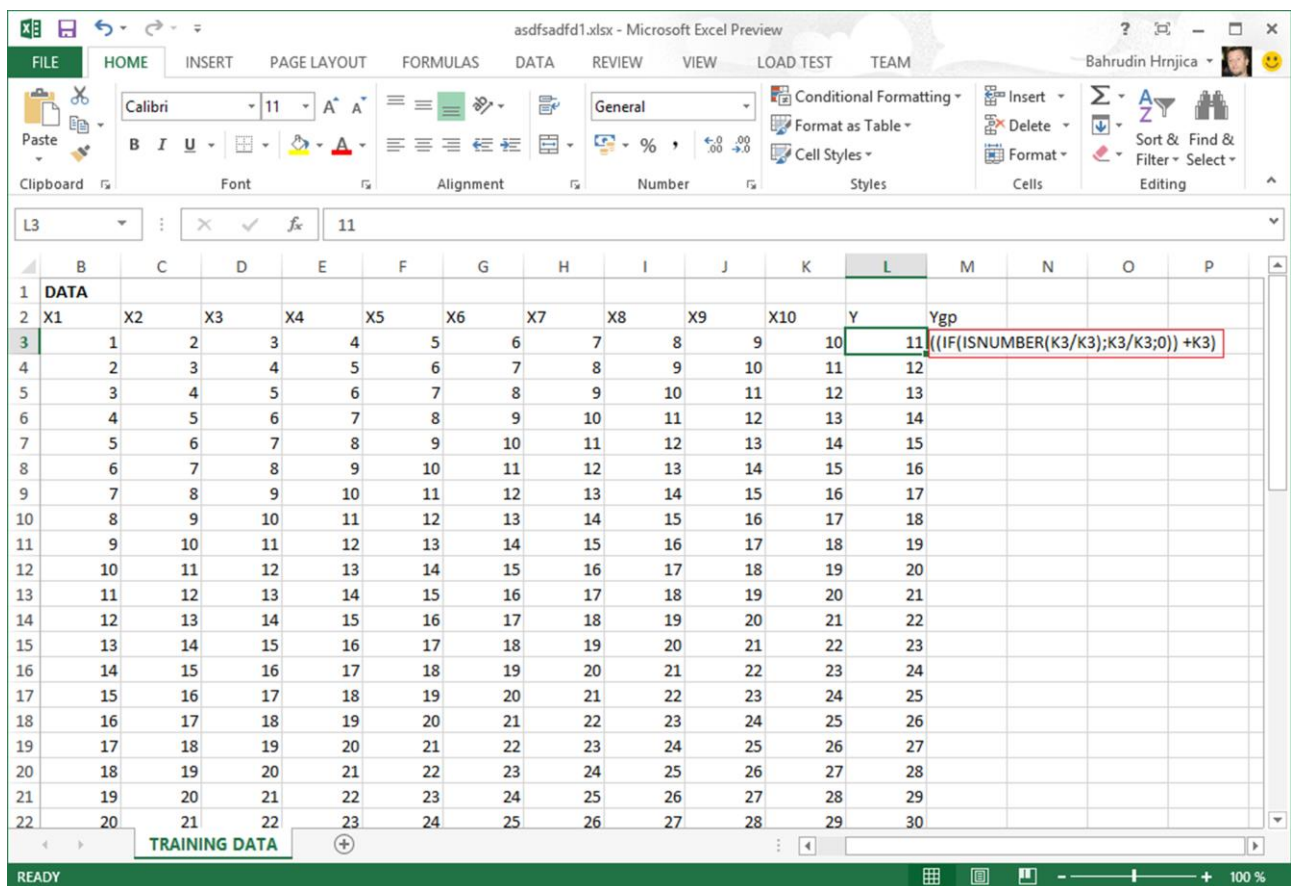 asdfsadfd1.xlsx - Microsoft Excel Preview
FILE HOME INSERT PAGE LAYOUT FORMULAS DATA REVIEW VIEW LOAD TEST TEAM Bahrudin Hrnjica
Paste
Calibri 11 A A
B I U A
General
% , .00 .00
Conditional Formatting
Format as Table
Cell Styles
Insert
Delete
Format
Σ
Sort & Filter
Find & Select
Clipboard Font Alignment Number Styles Cells Editing
L3 fx 11
B C D E F G H I J K L M N O P
1 DATA
2 X1 X2 X3 X4 X5 X6 X7 X8 X9 X10 Y Ygp
3 1 2 3 4 5 6 7 8 9 10 11 ((IF(ISNUMBER(K3/K3);K3/K3;0)) +K3)
4 2 3 4 5 6 7 8 9 10 11 12
5 3 4 5 6 7 8 9 10 11 12 13
6 4 5 6 7 8 9 10 11 12 13 14
7 5 6 7 8 9 10 11 12 13 14 15
8 6 7 8 9 10 11 12 13 14 15 16
9 7 8 9 10 11 12 13 14 15 16 17
10 8 9 10 11 12 13 14 15 16 17 18
11 9 10 11 12 13 14 15 16 17 18 19
12 10 11 12 13 14 15 16 17 18 19 20
13 11 12 13 14 15 16 17 18 19 20 21
14 12 13 14 15 16 17 18 19 20 21 22
15 13 14 15 16 17 18 19 20 21 22 23
16 14 15 16 17 18 19 20 21 22 23 24
17 15 16 17 18 19 20 21 22 23 24 25
18 16 17 18 19 20 21 22 23 24 25 26
19 17 18 19 20 21 22 23 24 25 26 27
20 18 19 20 21 22 23 24 25 26 27 28
21 19 20 21 22 23 24 25 26 27 28 29
22 20 21 22 23 24 25 26 27 28 29 30
TRAINING DATA
READY 100 %